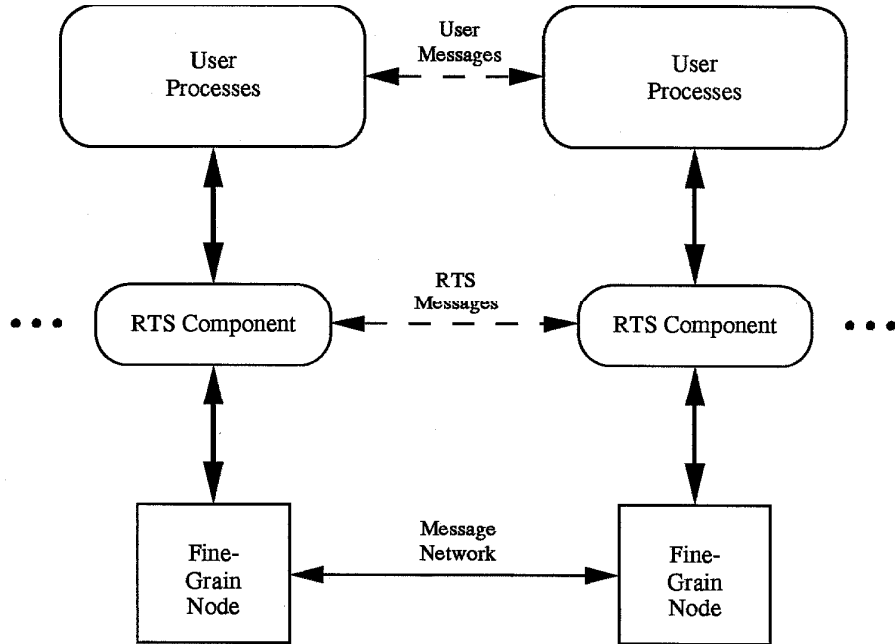 User
Processes
User
Messages
User
Processes
RTS Component
RTS
Messages
RTS Component
Fine-
Grain
Node
Message
Network
Fine-
Grain
Node